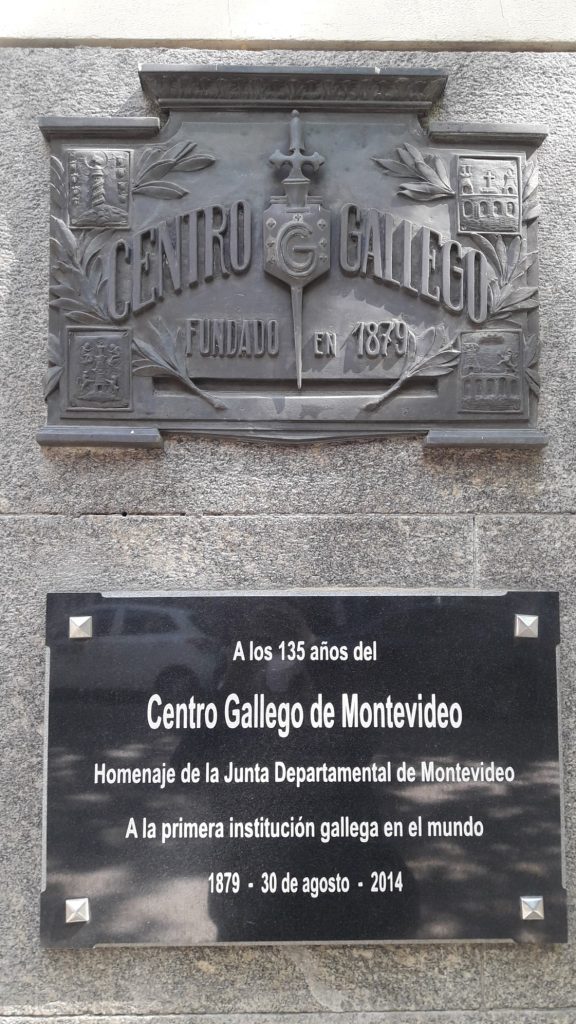 CENTRO G GALLEGO
FUNDADO EN 1879
A los 135 años del
Centro Gallego de Montevideo
Homenaje de la Junta Departamental de Montevideo
A la primera institución gallega en el mundo
1879 - 30 de agosto - 2014